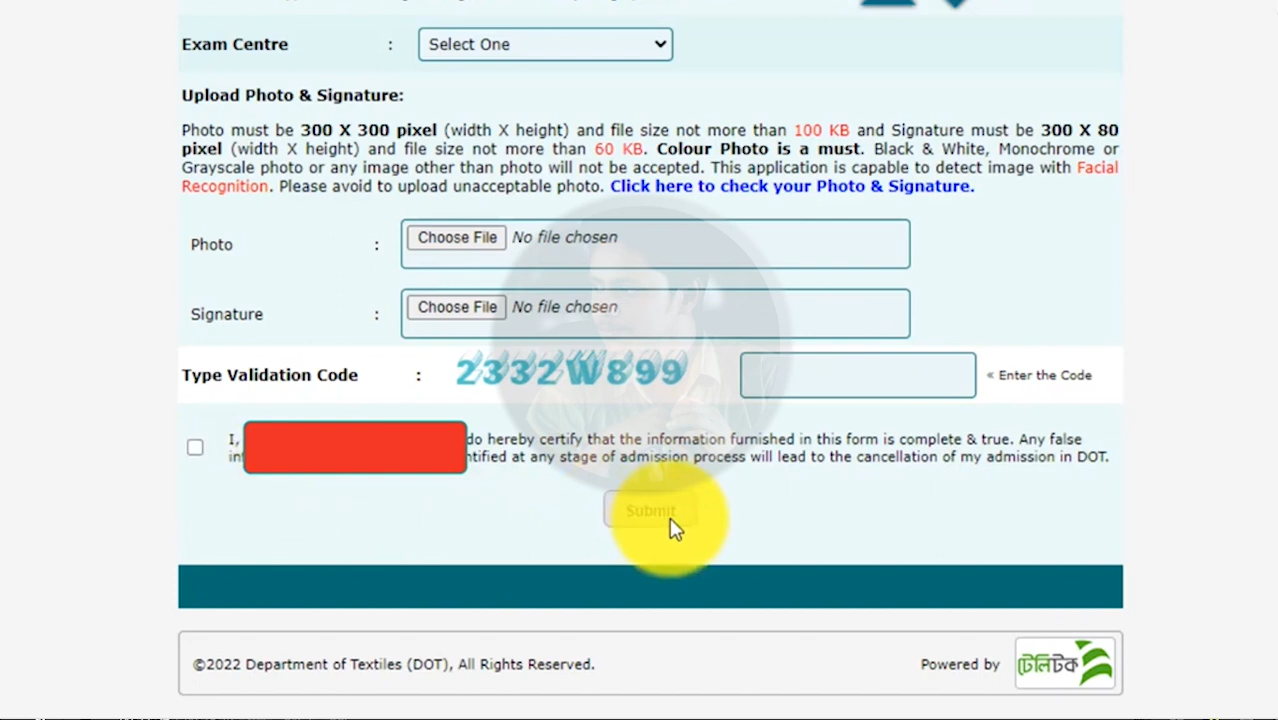 Exam Centre : Select One
Upload Photo & Signature:
Photo must be 300 X 300 pixel (width X height) and file size not more than 100 KB and Signature must be 300 X 80
pixel (width X height) and file size not more than 60 KB. Colour Photo is a must. Black & White, Monochrome or
Grayscale photo or any image other than photo will not be accepted. This application is capable to detect image with Facial
Recognition. Please avoid to upload unacceptable photo. Click here to check your Photo & Signature.
Photo : Choose File No file chosen
Signature : Choose File No file chosen
Type Validation Code : 2332W899 « Enter the Code
I, do hereby certify that the information furnished in this form is complete & true. Any false
ntified at any stage of admission process will lead to the cancellation of my admission in DOT.
Submit
©2022 Department of Textiles (DOT), All Rights Reserved. Powered by টেলিটক